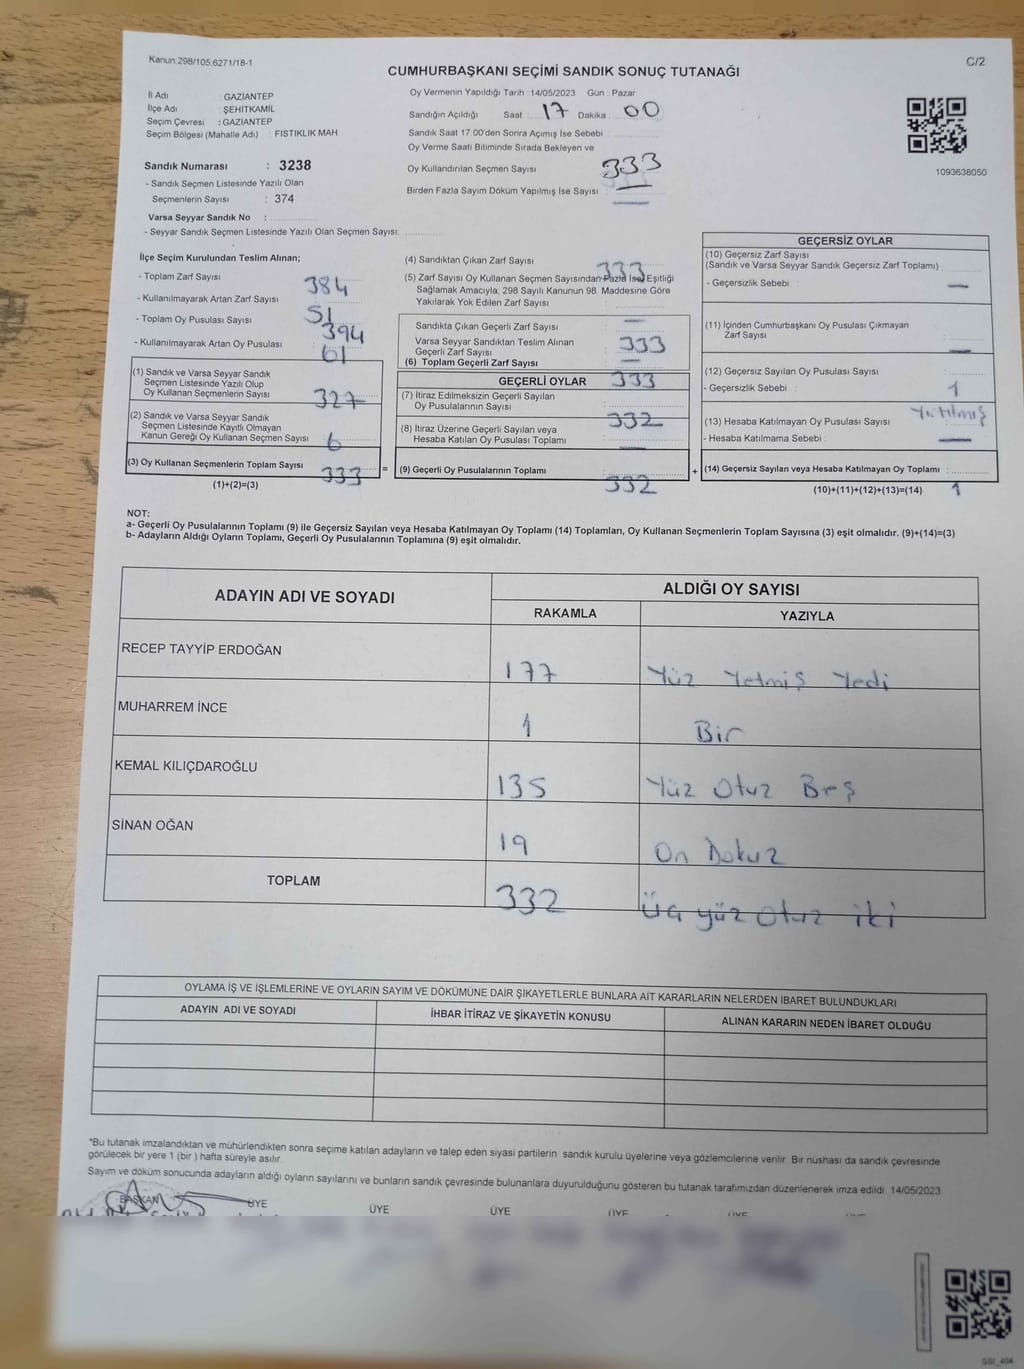 Kanun:298/105;6271/18-1
C/2
CUMHURBAŞKANI SEÇİMİ SANDIK SONUÇ TUTANAĞI
İl Adı : GAZİANTEP
İlçe Adı : ŞEHİTKAMİL
Seçim Çevresi : GAZİANTEP
Seçim Bölgesi (Mahalle Adı) : FISTIKLIK MAH.
Sandık Numarası : 3238
- Sandık Seçmen Listesinde Yazılı Olan
Seçmenlerin Sayısı : 374
Varsa Seyyar Sandık No :
- Seyyar Sandık Seçmen Listesinde Yazılı Olan Seçmen Sayısı:
Oy Vermenin Yapıldığı Tarih : 14/05/2023 Gün : Pazar
Sandığın Açıldığı Saat : 17 Dakika : 00
Sandık Saat 17:00'den Sonra Açımış İse Sebebi :
Oy Verme Saati Bitiminde Sırada Bekleyen ve
Oy Kullandırılan Seçmen Sayısı : 333
Birden Fazla Sayım Döküm Yapılmış İse Sayısı : —
1093638050
İlçe Seçim Kurulundan Teslim Alınan;
- Toplam Zarf Sayısı : 384
- Kullanılmayarak Artan Zarf Sayısı : 51
- Toplam Oy Pusulası Sayısı : 394
- Kullanılmayarak Artan Oy Pusulası : 61
(1) Sandık ve Varsa Seyyar Sandık
Seçmen Listesinde Yazılı Olup
Oy Kullanan Seçmenlerin Sayısı : 327
(2) Sandık ve Varsa Seyyar Sandık
Seçmen Listesinde Kayıtlı Olmayan
Kanun Gereği Oy Kullanan Seçmen Sayısı : 6
(3) Oy Kullanan Seçmenlerin Toplam Sayısı : 333
(1)+(2)=(3)
=
(4) Sandıktan Çıkan Zarf Sayısı : 333
(5) Zarf Sayısı Oy Kullanan Seçmen Sayısından Fazla İse; Eşitliği
Sağlamak Amacıyla, 298 Sayılı Kanunun 98. Maddesine Göre
Yakılarak Yok Edilen Zarf Sayısı : —
Sandıkta Çıkan Geçerli Zarf Sayısı : 333
Varsa Seyyar Sandıktan Teslim Alınan
Geçerli Zarf Sayısı : —
(6) Toplam Geçerli Zarf Sayısı : 333
GEÇERLİ OYLAR
(7) İtiraz Edilmeksizin Geçerli Sayılan
Oy Pusulalarının Sayısı : 332
(8) İtiraz Üzerine Geçerli Sayılan veya
Hesaba Katılan Oy Pusulası Toplamı : —
(9) Geçerli Oy Pusulalarının Toplamı : 332
+
GEÇERSİZ OYLAR
(10) Geçersiz Zarf Sayısı
(Sandık ve Varsa Seyyar Sandık Geçersiz Zarf Toplamı) :
- Geçersizlik Sebebi : —
(11) İçinden Cumhurbaşkanı Oy Pusulası Çıkmayan
Zarf Sayısı : —
(12) Geçersiz Sayılan Oy Pusulası Sayısı : 1
- Geçersizlik Sebebi : Yırtılmış
(13) Hesaba Katılmayan Oy Pusulası Sayısı : —
- Hesaba Katılmama Sebebi :
(14) Geçersiz Sayılan veya Hesaba Katılmayan Oy Toplamı : 1
(10)+(11)+(12)+(13)=(14)
NOT:
a- Geçerli Oy Pusulalarının Toplamı (9) ile Geçersiz Sayılan veya Hesaba Katılmayan Oy Toplamı (14) Toplamları, Oy Kullanan Seçmenlerin Toplam Sayısına (3) eşit olmalıdır. (9)+(14)=(3)
b- Adayların Aldığı Oyların Toplamı, Geçerli Oy Pusulalarının Toplamına (9) eşit olmalıdır.
ADAYIN ADI VE SOYADI ALDIĞI OY SAYISI
RAKAMLA YAZIYLA
RECEP TAYYİP ERDOĞAN 177 Yüz Yetmiş Yedi
MUHARREM İNCE 1 Bir
KEMAL KILIÇDAROĞLU 135 Yüz Otuz Beş
SİNAN OĞAN 19 On Dokuz
TOPLAM 332 Üç yüz Otuz iki
OYLAMA İŞ VE İŞLEMLERİNE VE OYLARIN SAYIM VE DÖKÜMÜNE DAİR ŞİKAYETLERLE BUNLARA AİT KARARLARIN NELERDEN İBARET BULUNDUKLARI
ADAYIN ADI VE SOYADI İHBAR İTİRAZ VE ŞİKAYETİN KONUSU ALINAN KARARIN NEDEN İBARET OLDUĞU
*Bu tutanak imzalandıktan ve mühürlendikten sonra seçime katılan adayların ve talep eden siyasi partilerin sandık kurulu üyelerine veya gözlemcilerine verilir. Bir nüshası da sandık çevresinde
görülecek bir yere 1 (bir ) hafta süreyle asılır.
Sayım ve döküm sonucunda adayların aldığı oyların sayılarını ve bunların sandık çevresinde bulunanlara duyurulduğunu gösteren bu tutanak tarafımızdan düzenlenerek imza edildi. 14/05/2023
BAŞKAN ÜYE ÜYE ÜYE ÜYE ÜYE